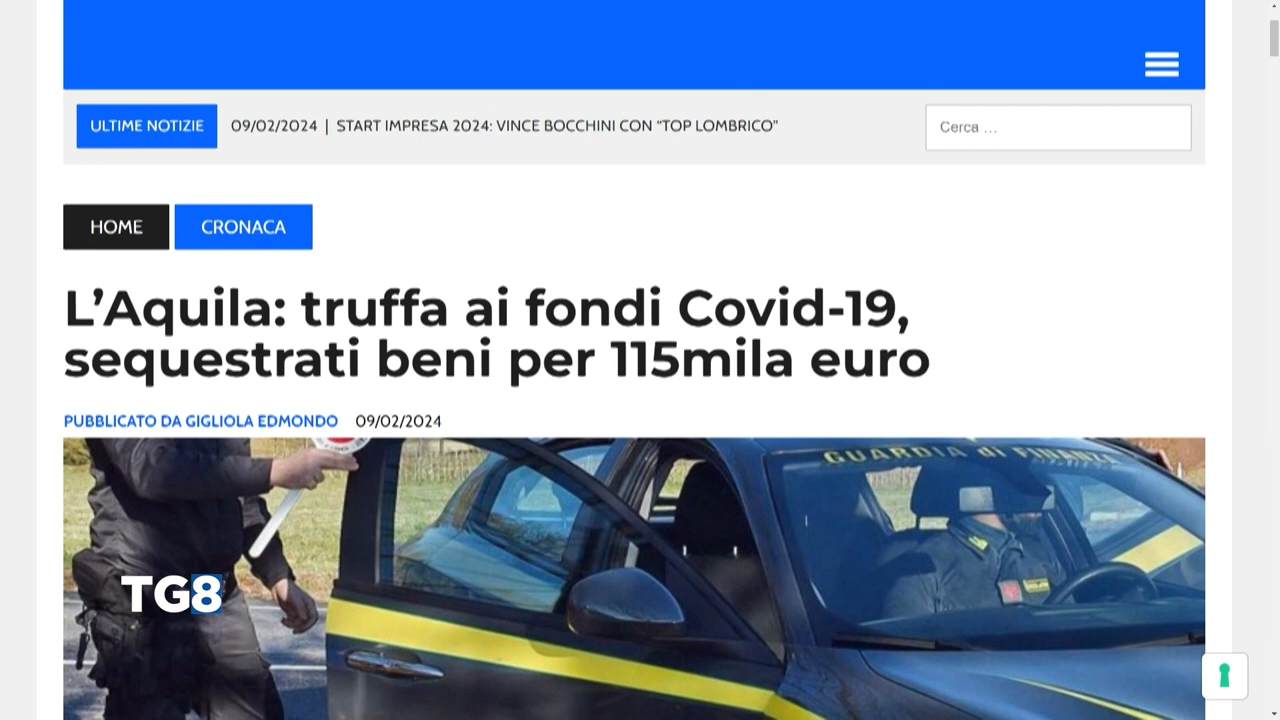 ULTIME NOTIZIE
09/02/2024 | START IMPRESA 2024: VINCE BOCCHINI CON “TOP LOMBRICO”
Cerca …
HOME
CRONACA
L’Aquila: truffa ai fondi Covid-19,
sequestrati beni per 115mila euro
PUBBLICATO DA GIGLIOLA EDMONDO 09/02/2024
GUARDIA di FINANZA
TG8